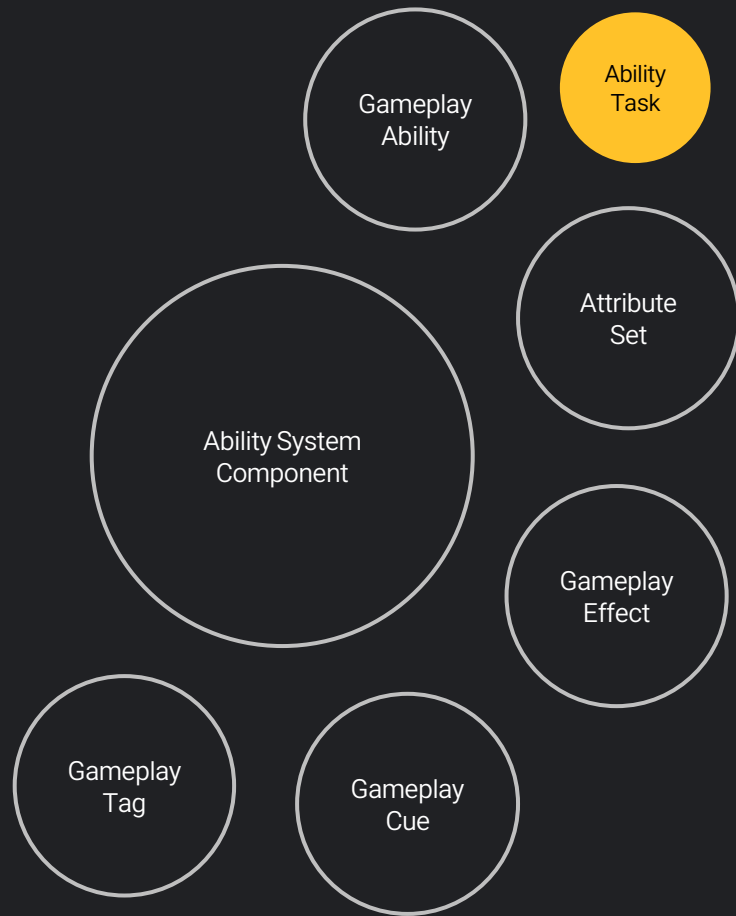 Gameplay
Ability
Ability
Task
Attribute
Set
Ability System
Component
Gameplay
Effect
Gameplay
Tag
Gameplay
Cue